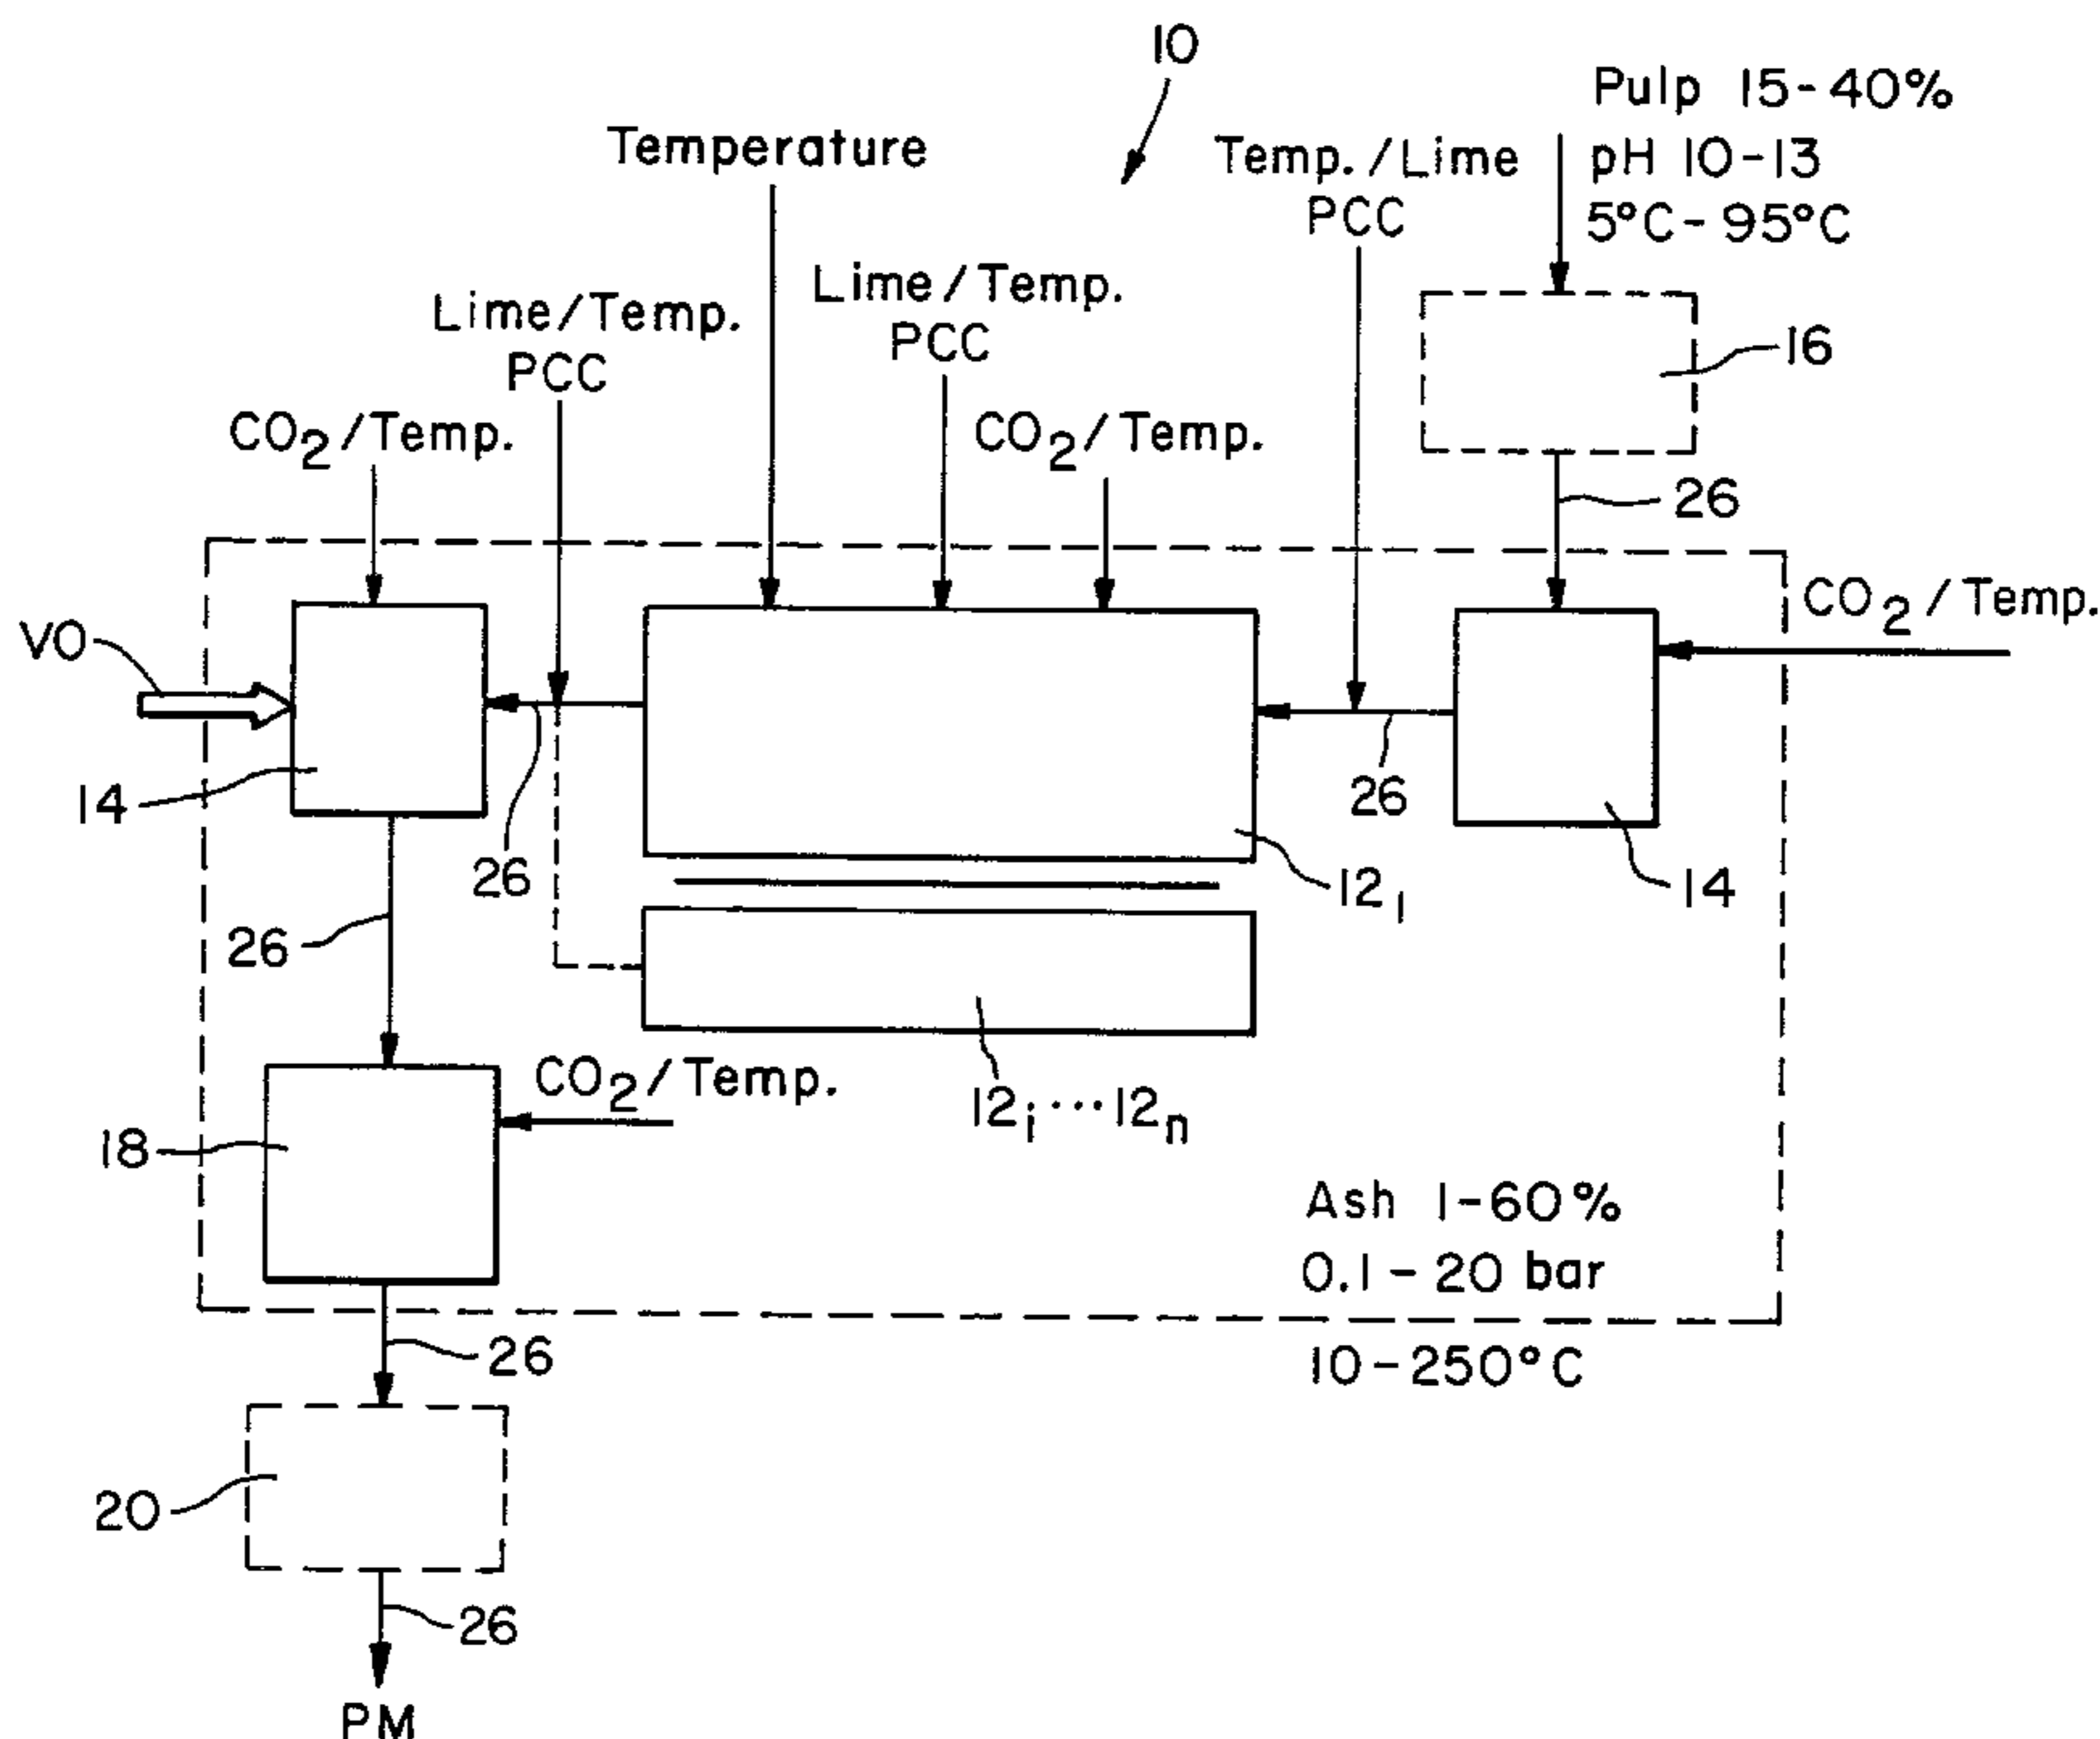 10
Pulp 15-40%
pH 10-13
5°C-95°C
Temperature
Temp./Lime
PCC
Lime/Temp.
PCC
Lime/Temp.
PCC
CO2/Temp.
CO2/Temp.
16
26
CO2/Temp.
VO
14
26
26
12₁
14
26
12i...12n
CO2/Temp.
18
Ash 1-60%
0.1-20 bar
10-250°C
26
20
26
PM